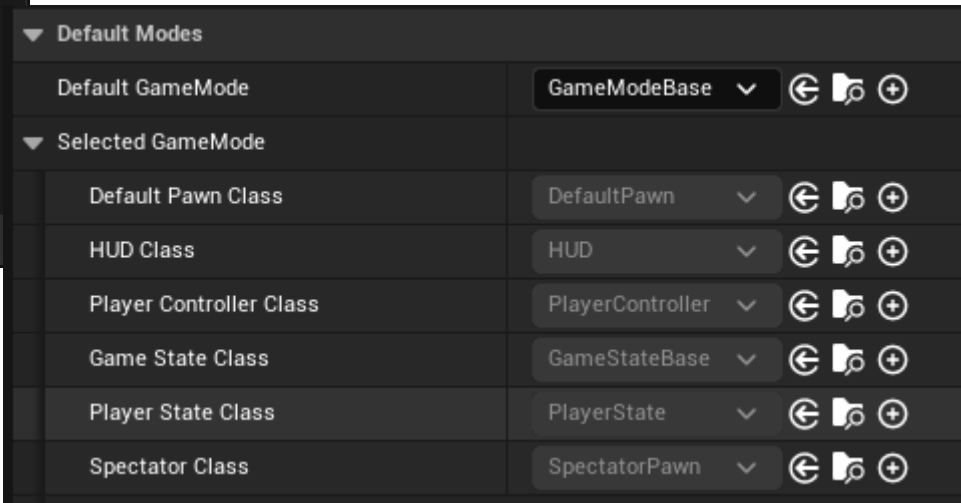 Default Modes
Default GameMode GameModeBase
Selected GameMode
Default Pawn Class DefaultPawn
HUD Class HUD
Player Controller Class PlayerController
Game State Class GameStateBase
Player State Class PlayerState
Spectator Class SpectatorPawn